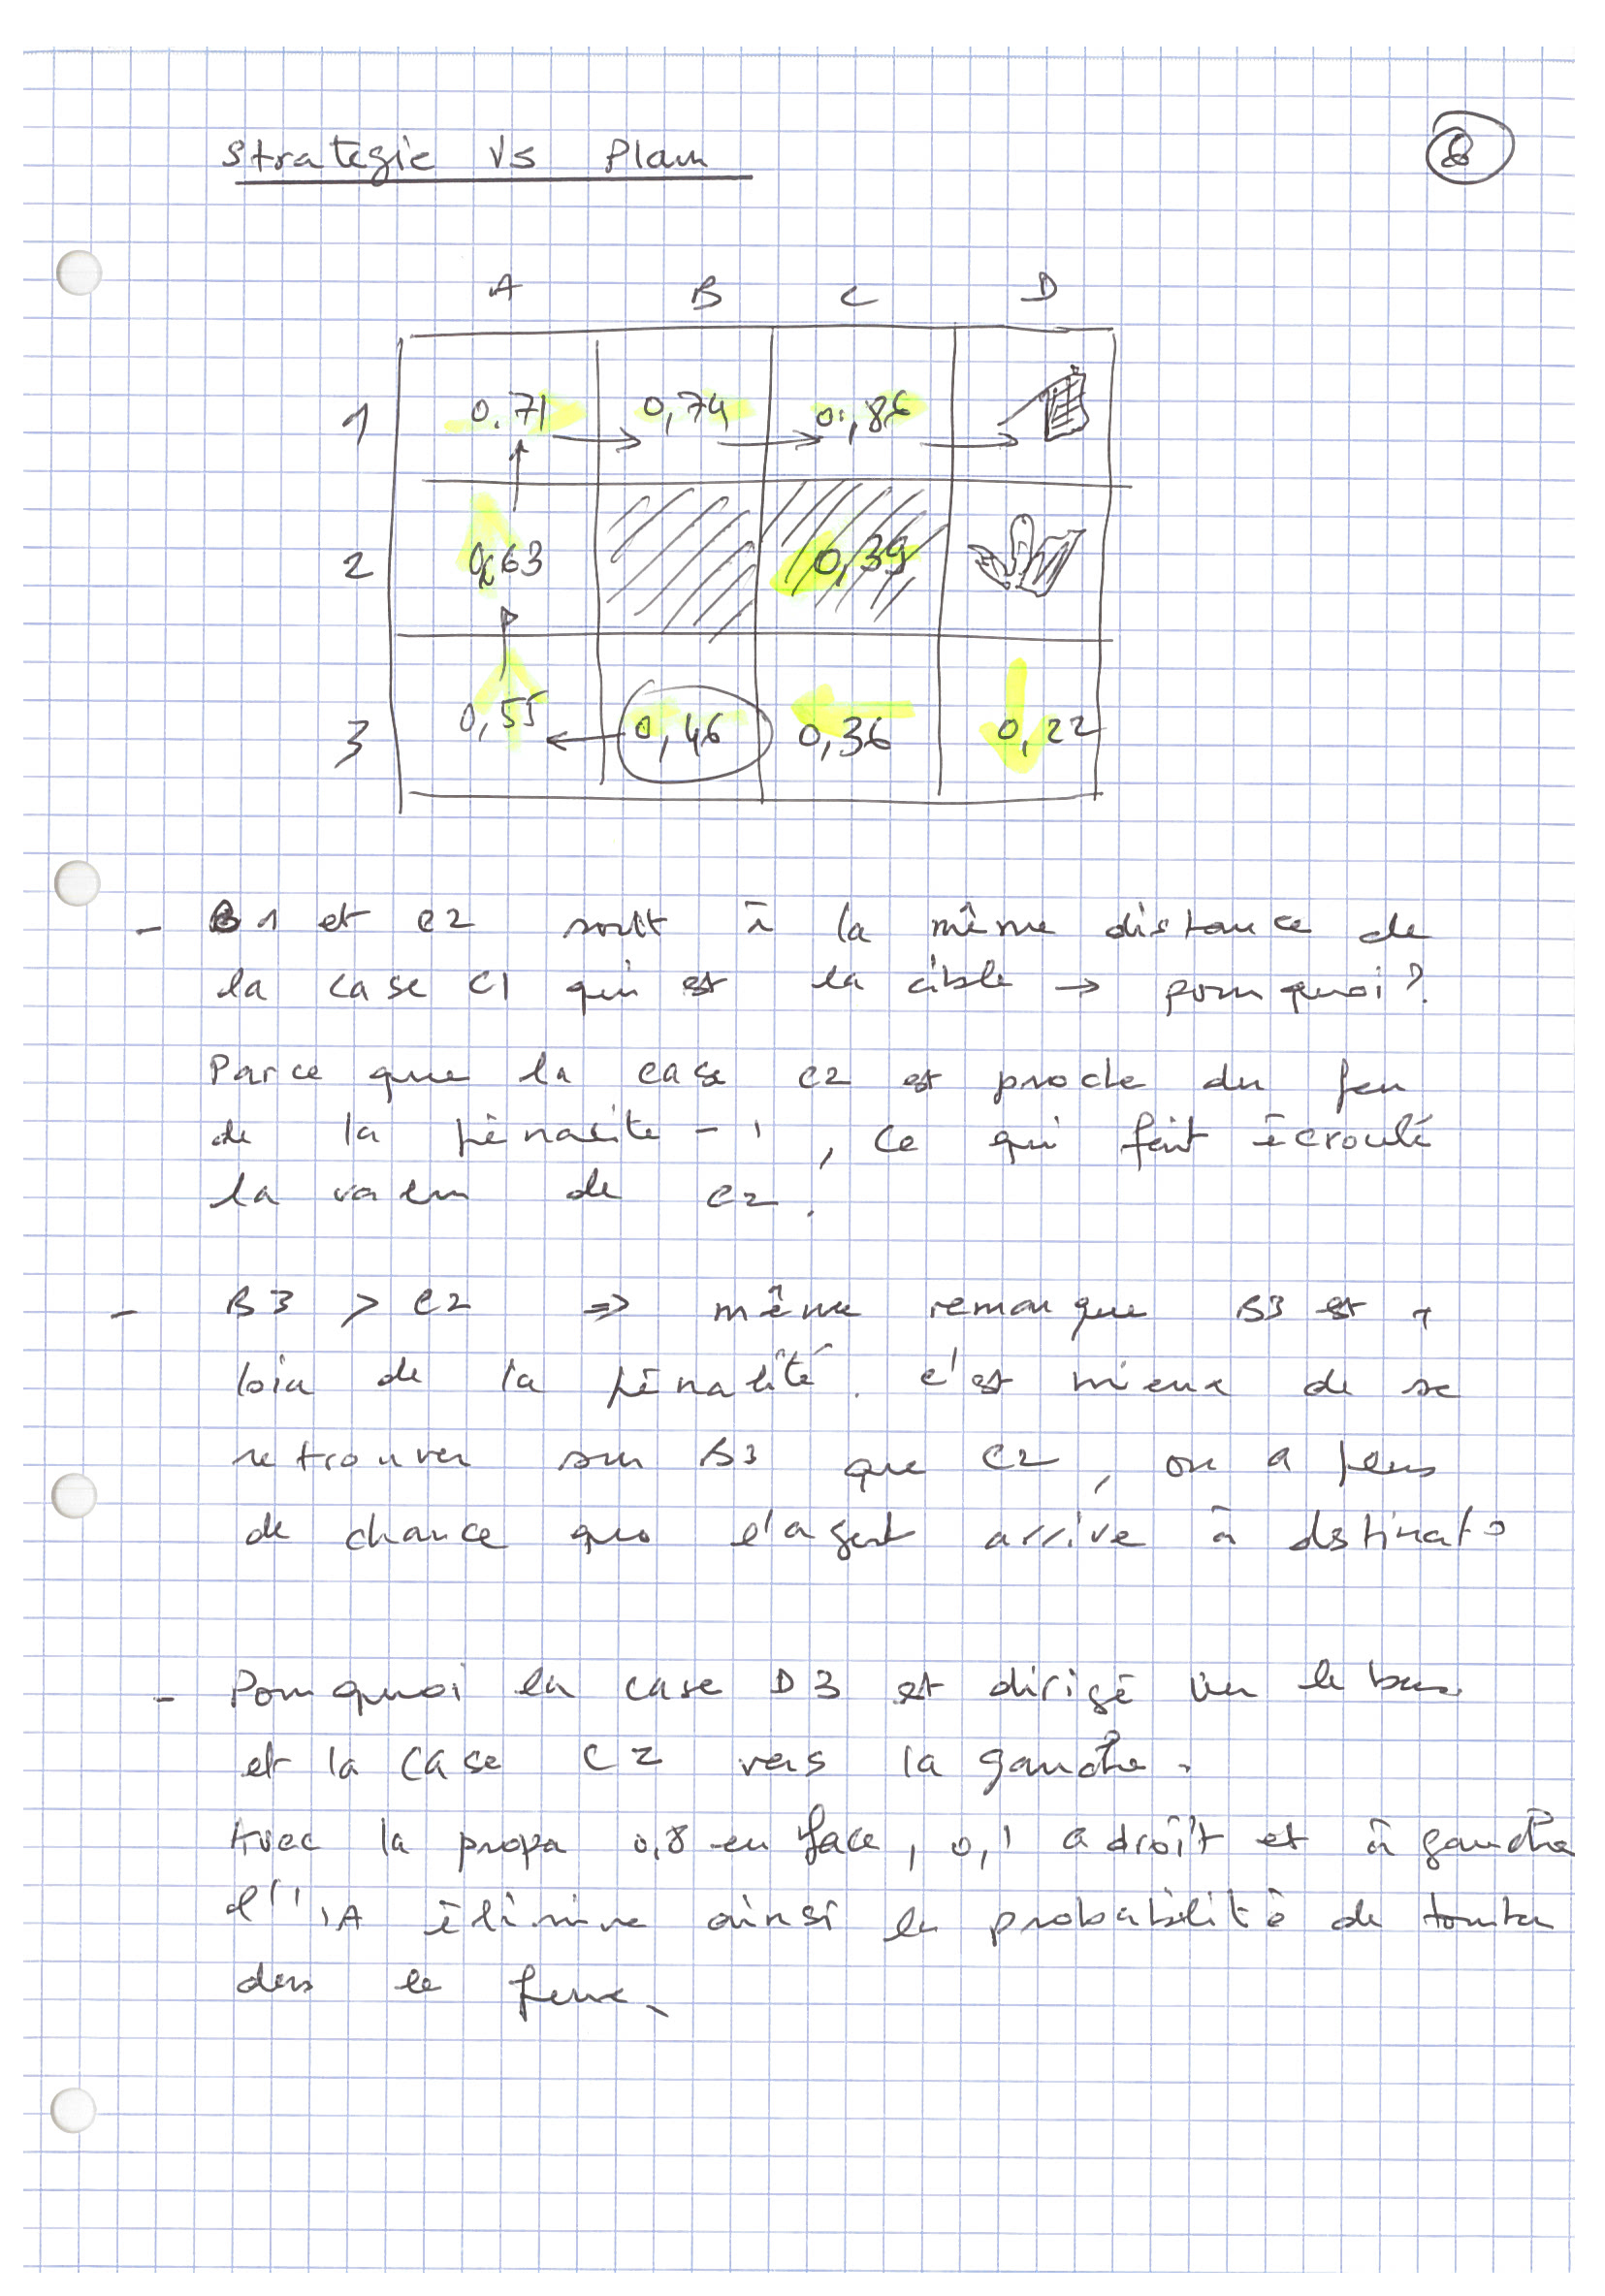 Strategie Vs Plan
8
A B C D
1 0.71 0,74 0,86
2 0,63 0,39
3 0,55 0,46 0,36 0,22
- B1 et C2 sont à la même distance de
la case C1 qui est la cible → pourquoi?
Parce que la case C2 est proche du feu
de la pénalité -1, ce qui fait écroulé
la valeur de C2.
- B3 > C2 => même remarque B3 est +
loin de la pénalité. c'est mieux de se
retrouver sur B3 que C2, on a plus
de chance que l'agent arrive à dstinat°
- Pourquoi la case D3 est dirigé vers le bas
et la case C2 vers la gauche.
Avec la propa 0,8 en face, 0,1 a droit et à gauche
l'IA élimine ainsi la probabilité de tomber
dans le feu.